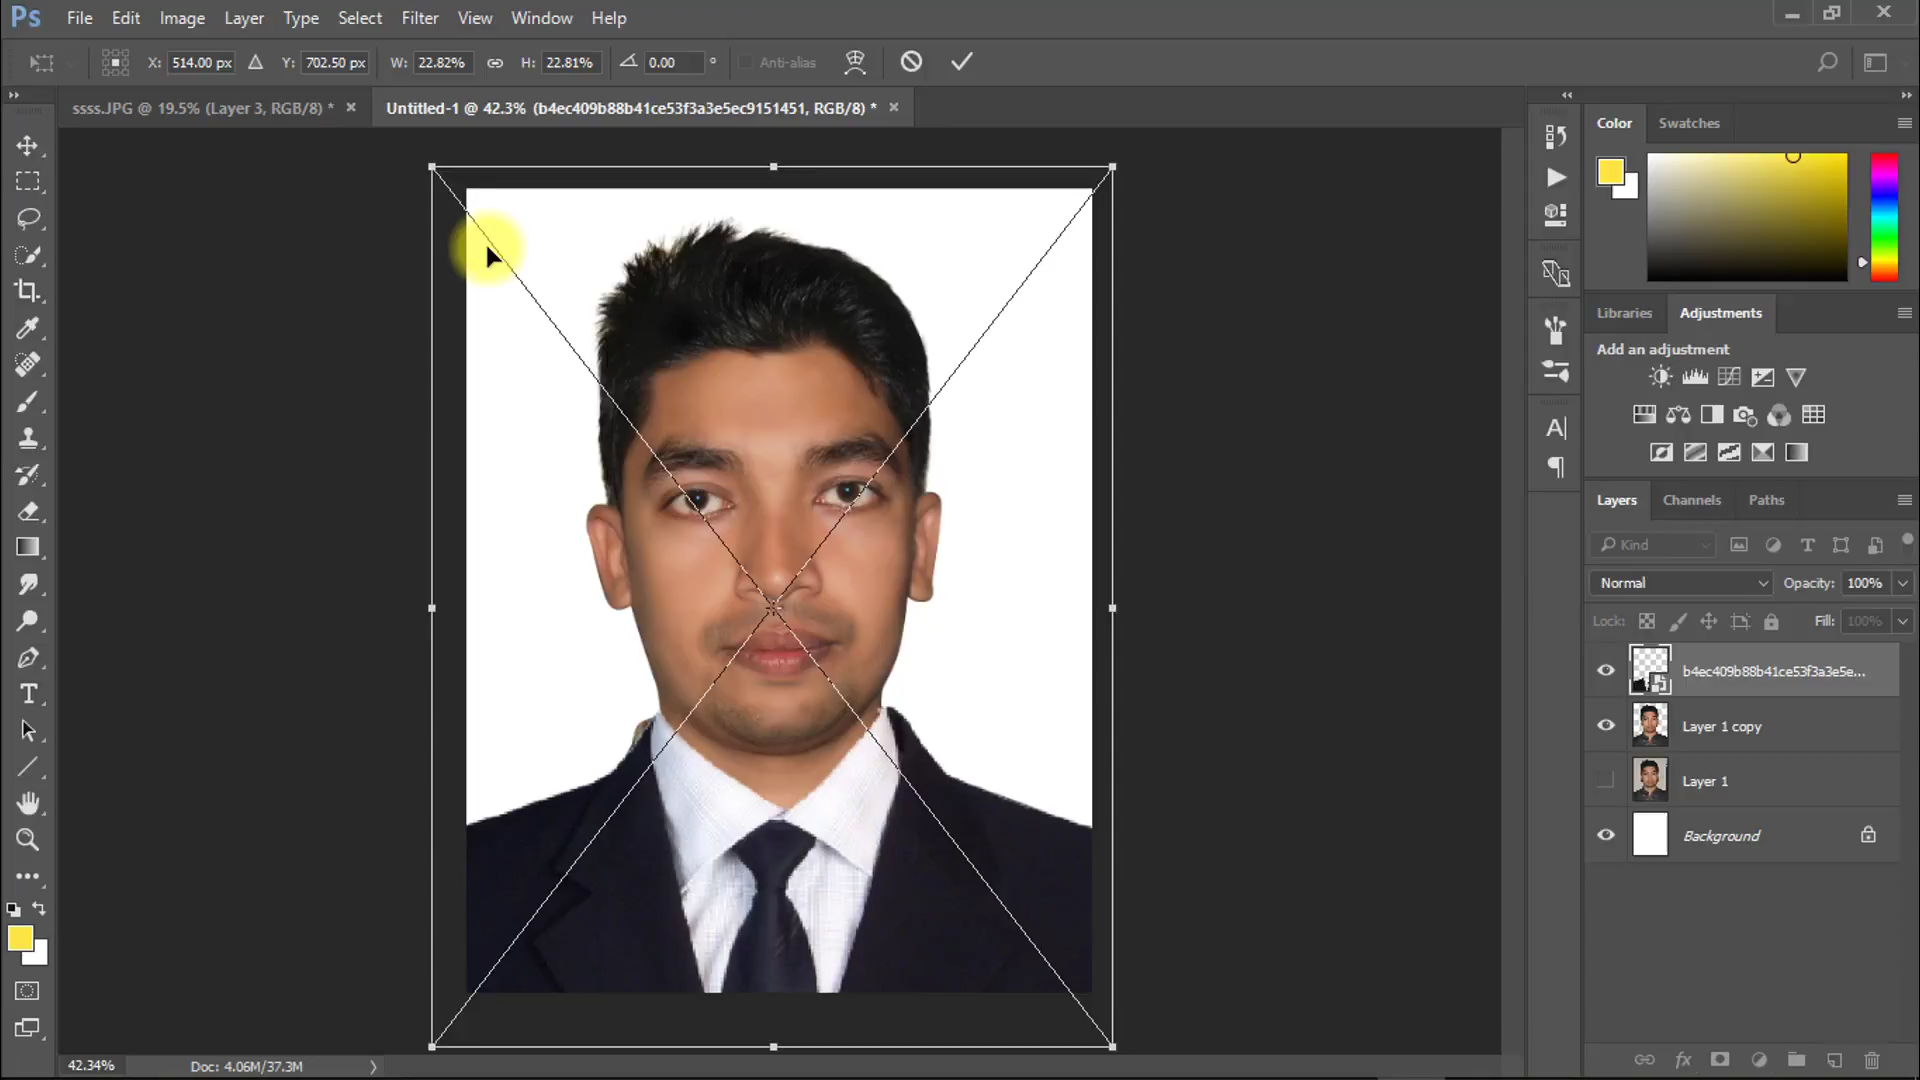 Ps File Edit Image Layer Type Select Filter View Window Help
X: 514.00 px Y: 702.50 px W: 22.82% H: 22.81% 0.00 ° Anti-alias
ssss.JPG @ 19.5% (Layer 3, RGB/8) * ×
Untitled-1 @ 42.3% (b4ec409b88b41ce53f3a3e5ec9151451, RGB/8) * ×
Color Swatches
Libraries Adjustments
Add an adjustment
Layers Channels Paths
Kind
Normal Opacity: 100%
Lock: Fill: 100%
b4ec409b88b41ce53f3a3e5e...
Layer 1 copy
Layer 1
Background
fx
42.34% Doc: 4.06M/37.3M